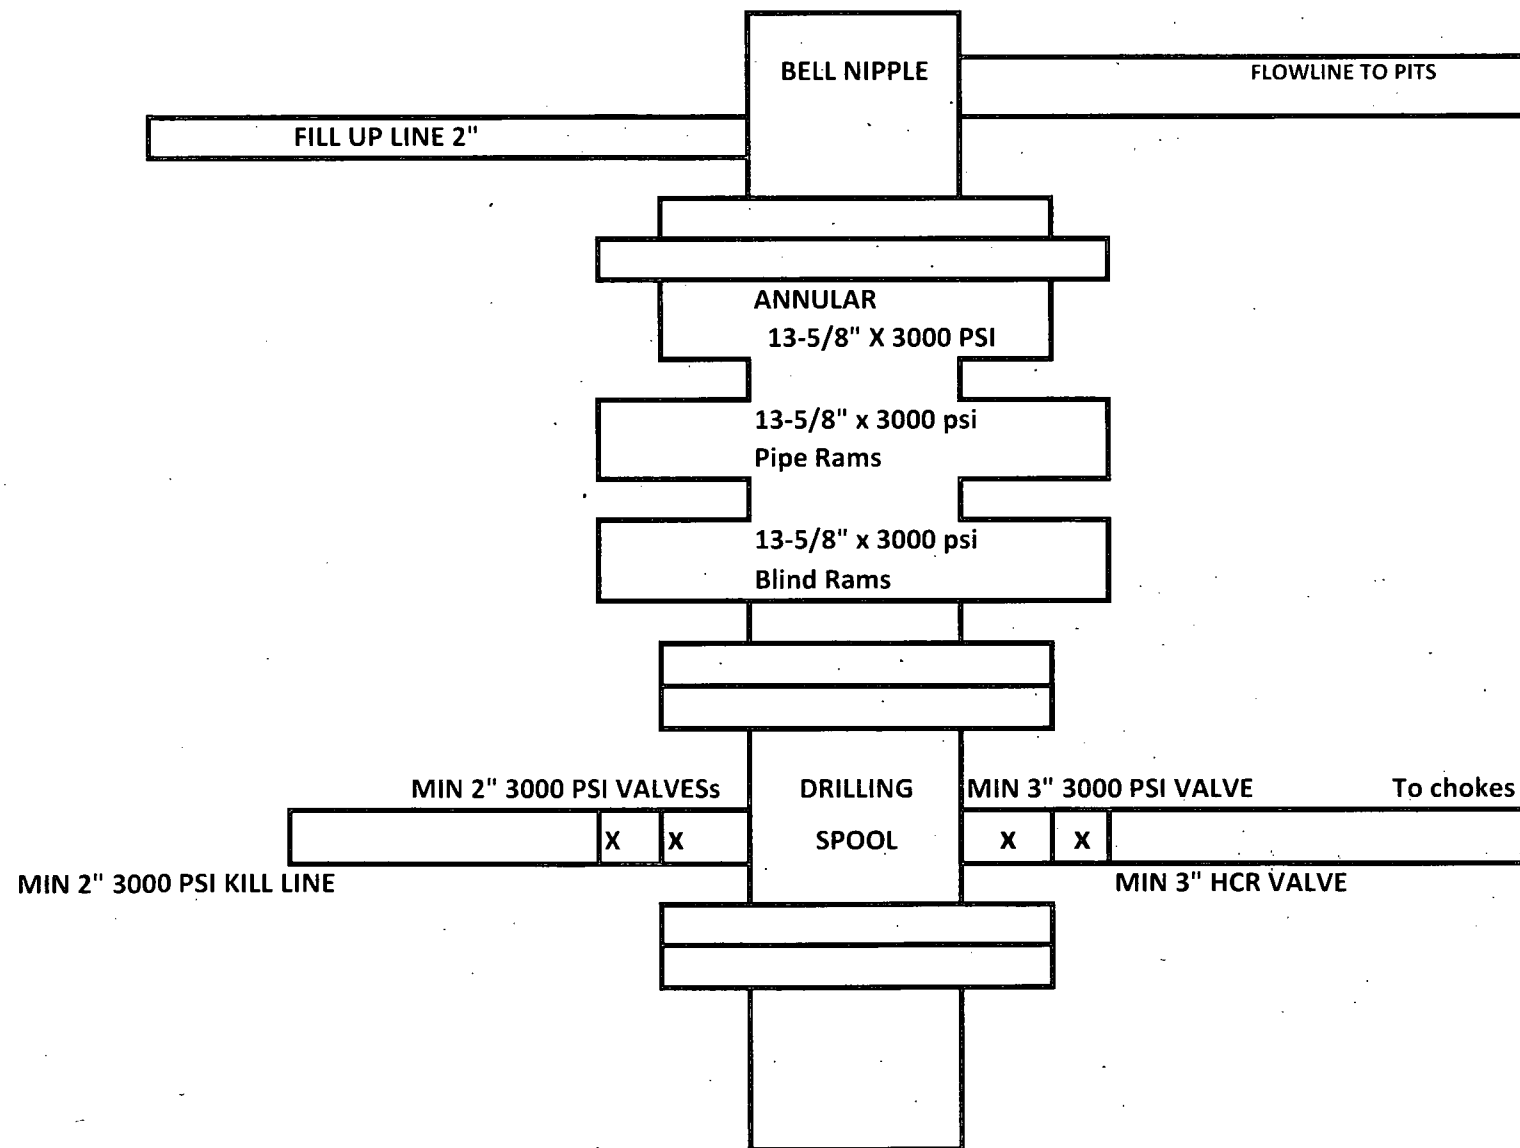 BELL NIPPLE
FLOWLINE TO PITS
FILL UP LINE 2"
ANNULAR
13-5/8" X 3000 PSI
13-5/8" x 3000 psi
Pipe Rams
13-5/8" x 3000 psi
Blind Rams
MIN 2" 3000 PSI VALVESs
DRILLING
MIN 3" 3000 PSI VALVE
To chokes
X
X
SPOOL
X
X
MIN 2" 3000 PSI KILL LINE
MIN 3" HCR VALVE